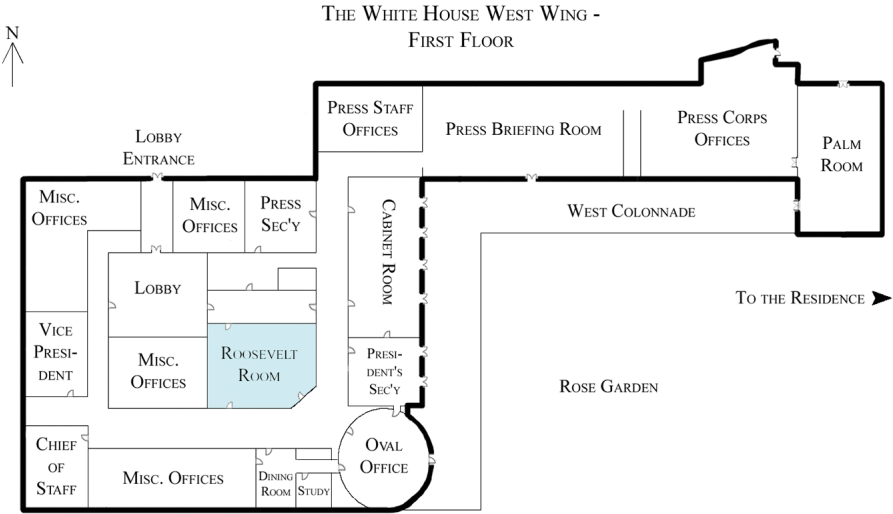 The White House West Wing -
First Floor
N
Press Staff
Offices
Press Briefing Room
Press Corps
Offices
Palm
Room
Lobby
Entrance
Misc.
Offices
Misc.
Offices
Press
Sec'y
Cabinet Room
West Colonnade
Lobby
To the Residence
Vice
Presi-
dent
Misc.
Offices
Roosevelt
Room
Presi-
dent's
Sec'y
Rose Garden
Chief
of
Staff
Misc. Offices
Dining
Room
Study
Oval
Office